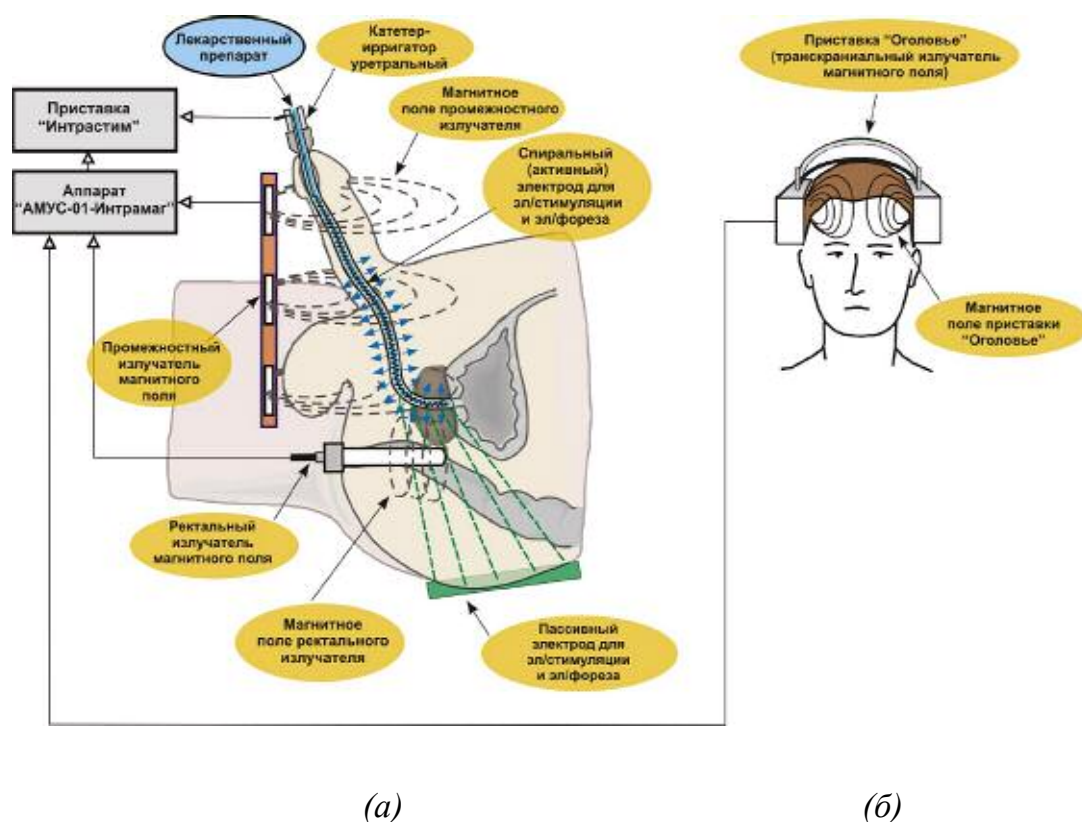 Лекарственный
препарат
Катетер-
ирригатор
уретральный
Магнитное
поле промежностного
излучателя
Спиральный
(активный)
электрод для
эл/стимуляции
и эл/фореза
Приставка
"Интрастим"
Аппарат
"АМУС-01-Интрамаг"
Промежностный
излучатель
магнитного
поля
Ректальный
излучатель
магнитного поля
Магнитное
поле ректального
излучателя
Пассивный
электрод для
эл/стимуляции
и эл/фореза
Приставка "Оголовье"
(транскраниальный излучатель
магнитного поля)
Магнитное
поле приставки
"Оголовье"
(а)
(б)